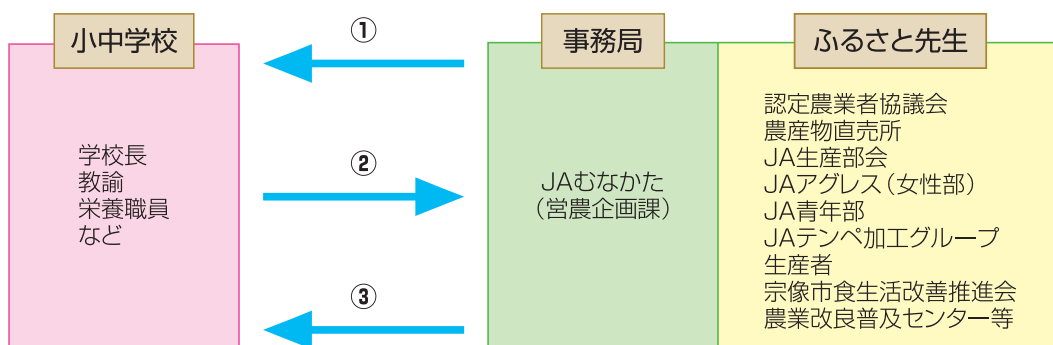 小中学校
学校長
教諭
栄養職員
など
①
②
③
事務局
JAむなかた
（営農企画課）
ふるさと先生
認定農業者協議会
農産物直売所
JA生産部会
JAアグレス（女性部）
JA青年部
JAテンペ加工グループ
生産者
宗像市食生活改善推進会
農業改良普及センター等